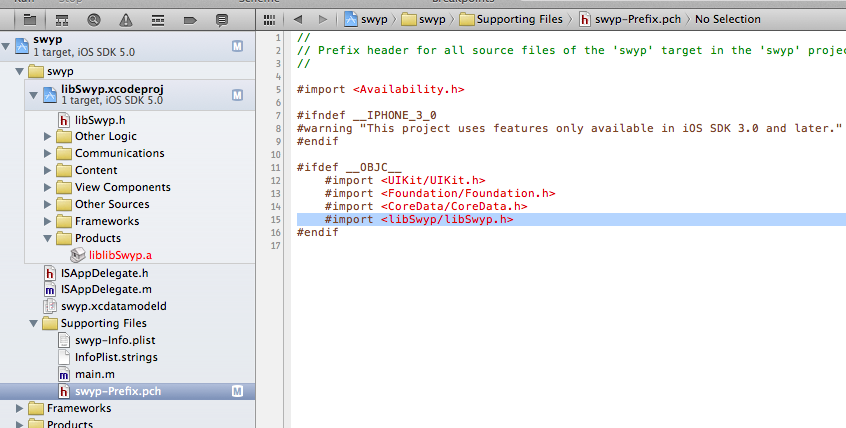 swyp
1 target, iOS SDK 5.0
M
swyp
libSwyp.xcodeproj
1 target, iOS SDK 5.0
M
libSwyp.h
Other Logic
Communications
Content
View Components
Other Sources
Frameworks
Products
liblibSwyp.a
ISAppDelegate.h
ISAppDelegate.m
swyp.xcdatamodeld
Supporting Files
swyp-Info.plist
InfoPlist.strings
main.m
swyp-Prefix.pch
M
Frameworks
Products
swyp swyp Supporting Files swyp-Prefix.pch No Selection
1 //
2 // Prefix header for all source files of the 'swyp' target in the 'swyp' projec
3 //
4
5 #import <Availability.h>
6
7 #ifndef __IPHONE_3_0
8 #warning "This project uses features only available in iOS SDK 3.0 and later."
9 #endif
10
11 #ifdef __OBJC__
12 #import <UIKit/UIKit.h>
13 #import <Foundation/Foundation.h>
14 #import <CoreData/CoreData.h>
15 #import <libSwyp/libSwyp.h>
16 #endif
17